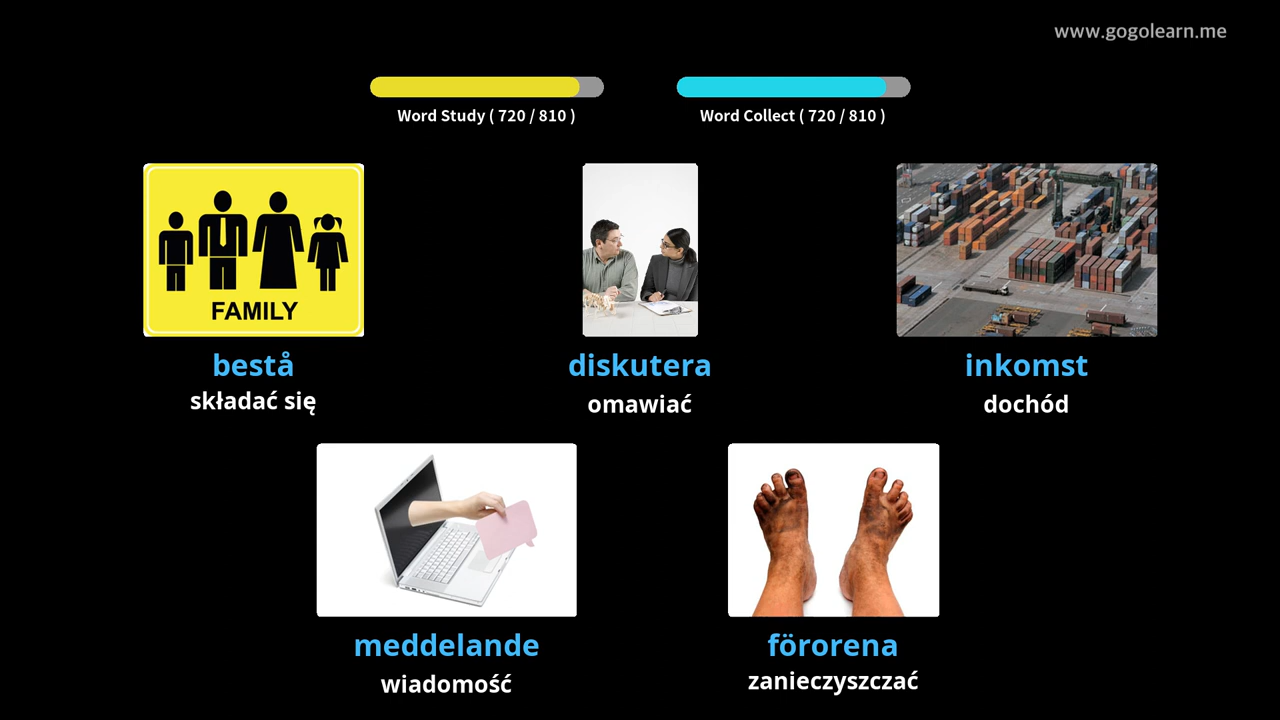 www.gogolearn.me
Word Study ( 720 / 810 )
Word Collect ( 720 / 810 )
FAMILY
bestå
składać się
diskutera
omawiać
inkomst
dochód
meddelande
wiadomość
förorena
zanieczyszczać